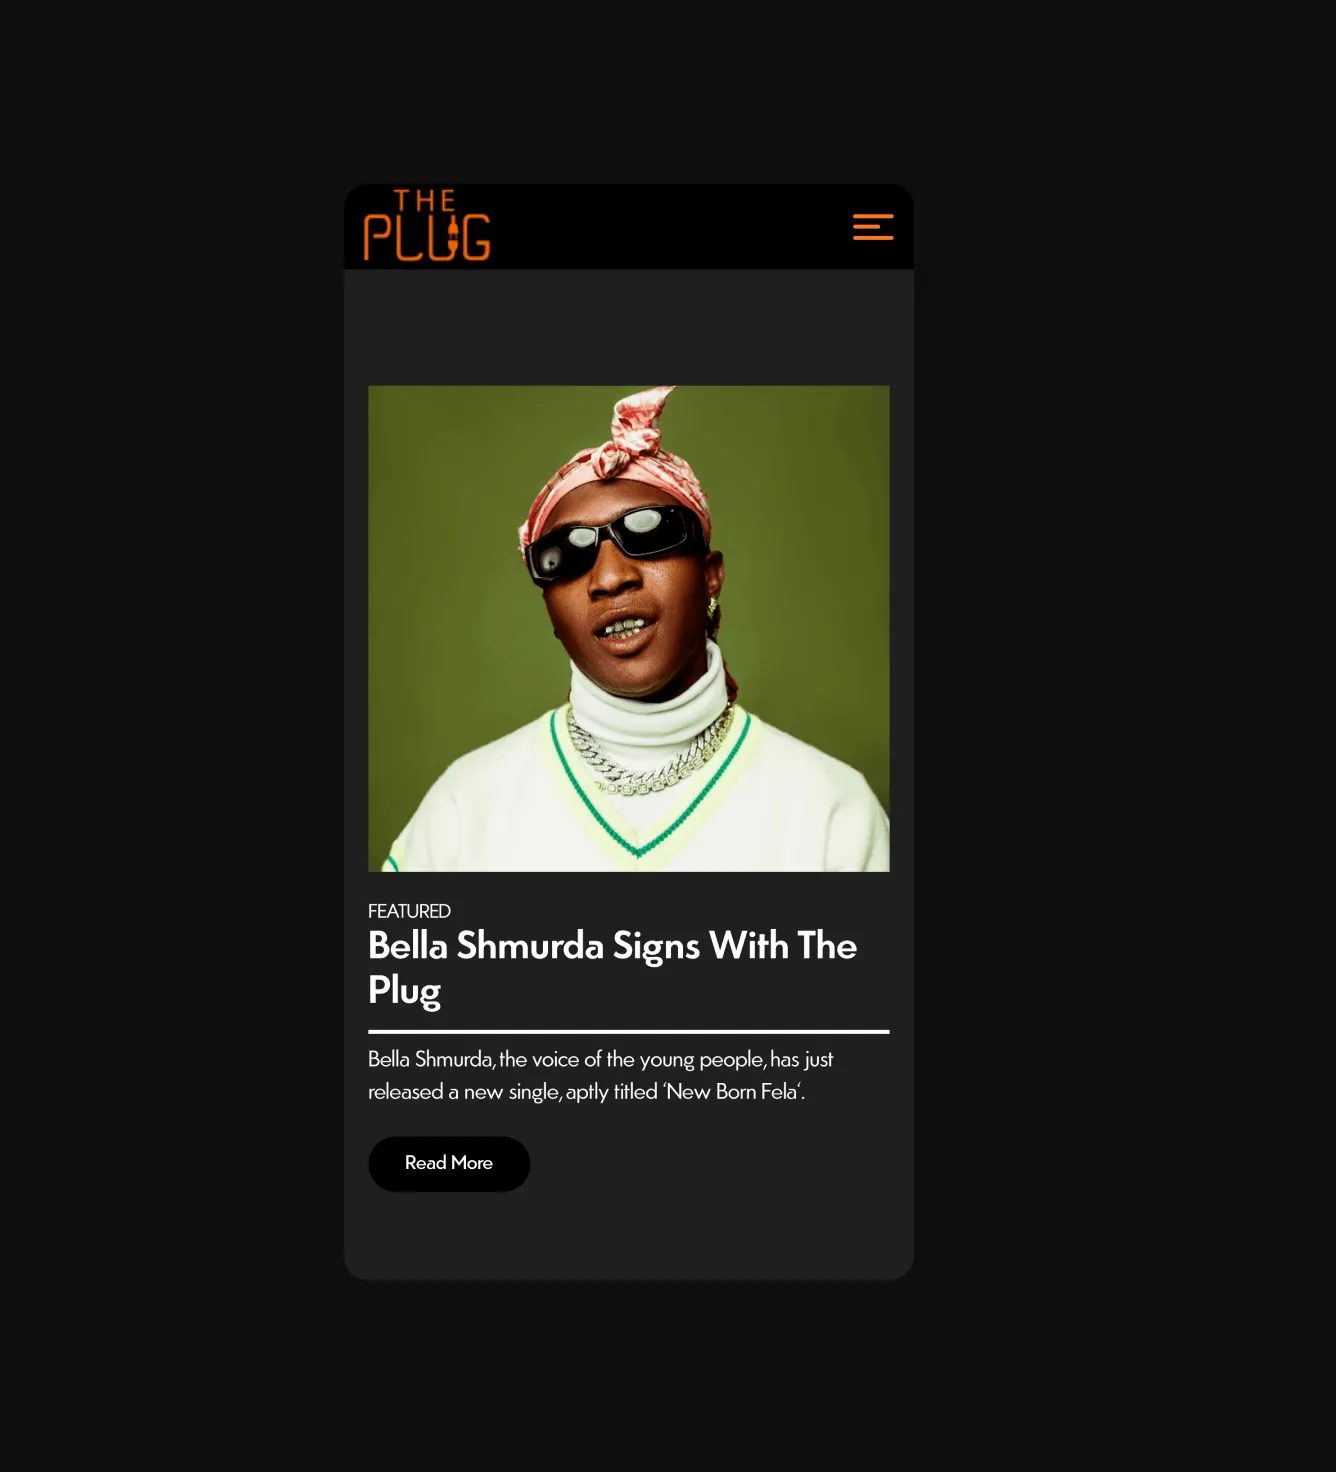 THE
PLUG
FEATURED
Bella Shmurda Signs With The
Plug
Bella Shmurda, the voice of the young people, has just
released a new single, aptly titled ‘New Born Fela‘.
Read More